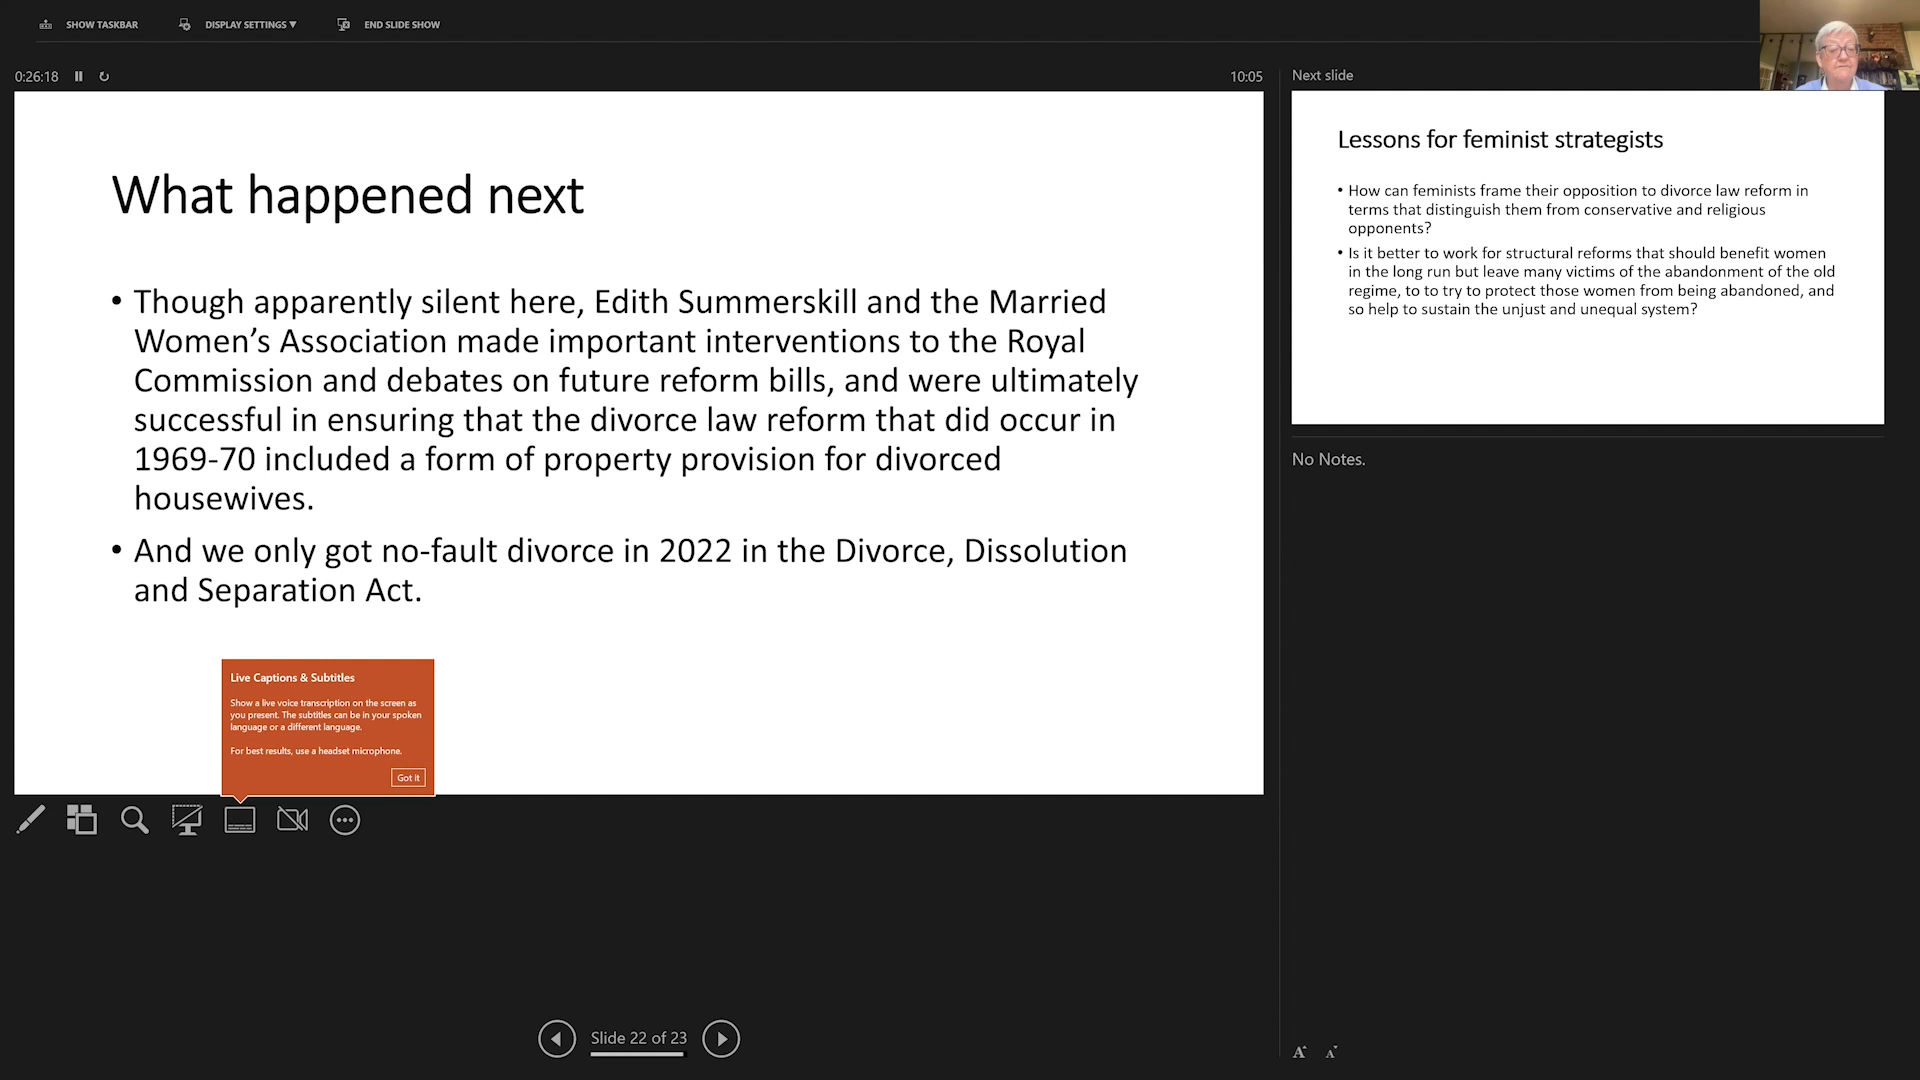 SHOW TASKBAR
DISPLAY SETTINGS ▼
END SLIDE SHOW
0:26:18
10:05
What happened next
• Though apparently silent here, Edith Summerskill and the Married
Women’s Association made important interventions to the Royal
Commission and debates on future reform bills, and were ultimately
successful in ensuring that the divorce law reform that did occur in
1969-70 included a form of property provision for divorced
housewives.
• And we only got no-fault divorce in 2022 in the Divorce, Dissolution
and Separation Act.
Live Captions & Subtitles
Show a live voice transcription on the screen as
you present. The subtitles can be in your spoken
language or a different language.
For best results, use a headset microphone.
Got it
Slide 22 of 23
Next slide
Lessons for feminist strategists
• How can feminists frame their opposition to divorce law reform in
terms that distinguish them from conservative and religious
opponents?
• Is it better to work for structural reforms that should benefit women
in the long run but leave many victims of the abandonment of the old
regime, to to try to protect those women from being abandoned, and
so help to sustain the unjust and unequal system?
No Notes.
A A